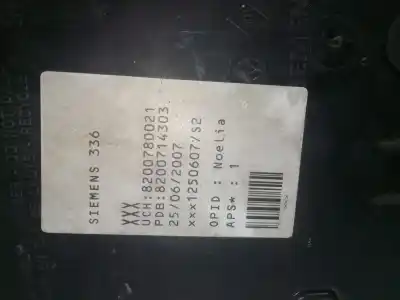 SIEMENS 336
XXX
UCH:8200780021
PDB:8200714303.
25/06/2007
xxx1250607/S2
OPID : Noelia
APS* : 1